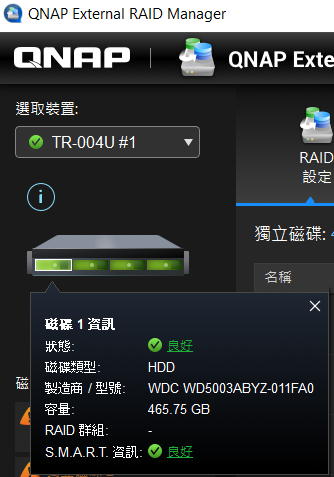 QNAP External RAID Manager
QNAP QNAP Exte
選取裝置:
TR-004U #1
RAID
設定
獨立磁碟: 4
名稱
磁碟 1 資訊
狀態: 良好
磁碟類型: HDD
製造商 / 型號: WDC WD5003ABYZ-011FA0
容量: 465.75 GB
RAID 群組: -
S.M.A.R.T. 資訊: 良好
磁